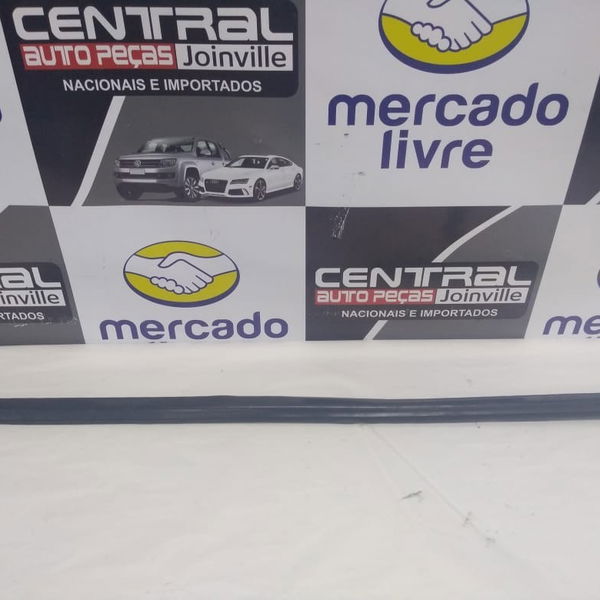 CENTRAL
AUTO PEÇAS Joinville
NACIONAIS E IMPORTADOS
mercado
livre
mercado
CENTRAL
AUTO PEÇAS Joinville
NACIONAIS E IMPORTADOS